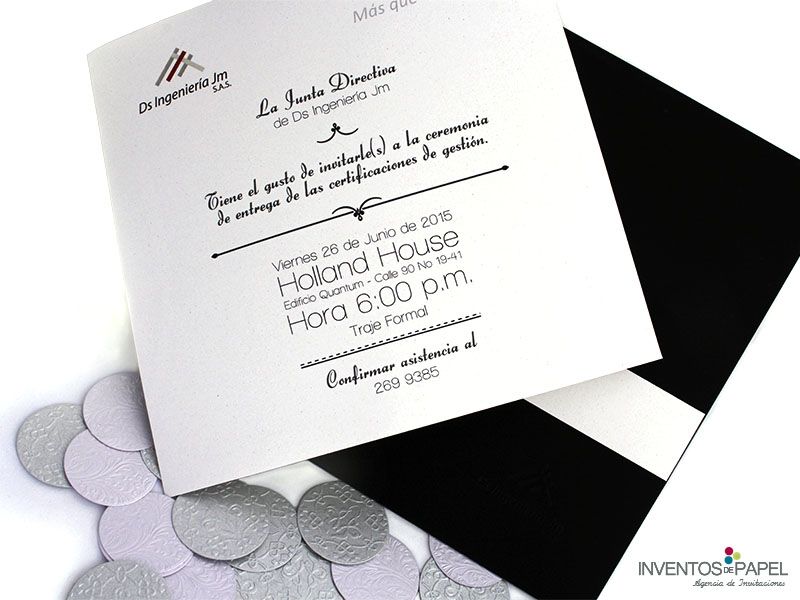 Más que
Ds Ingeniería Jm
S.A.S.
La Junta Directiva
de Ds Ingeniería Jm
Tiene el gusto de invitarle(s) a la ceremonia
de entrega de las certificaciones de gestión.
Viernes 26 de Junio de 2015
Holland House
Edificio Quantum - Calle 90 No 19-41
Hora 6:00 p.m.
Traje Formal
Confirmar asistencia al
269 9385
INVENTOS DE PAPEL
Agencia de Invitaciones